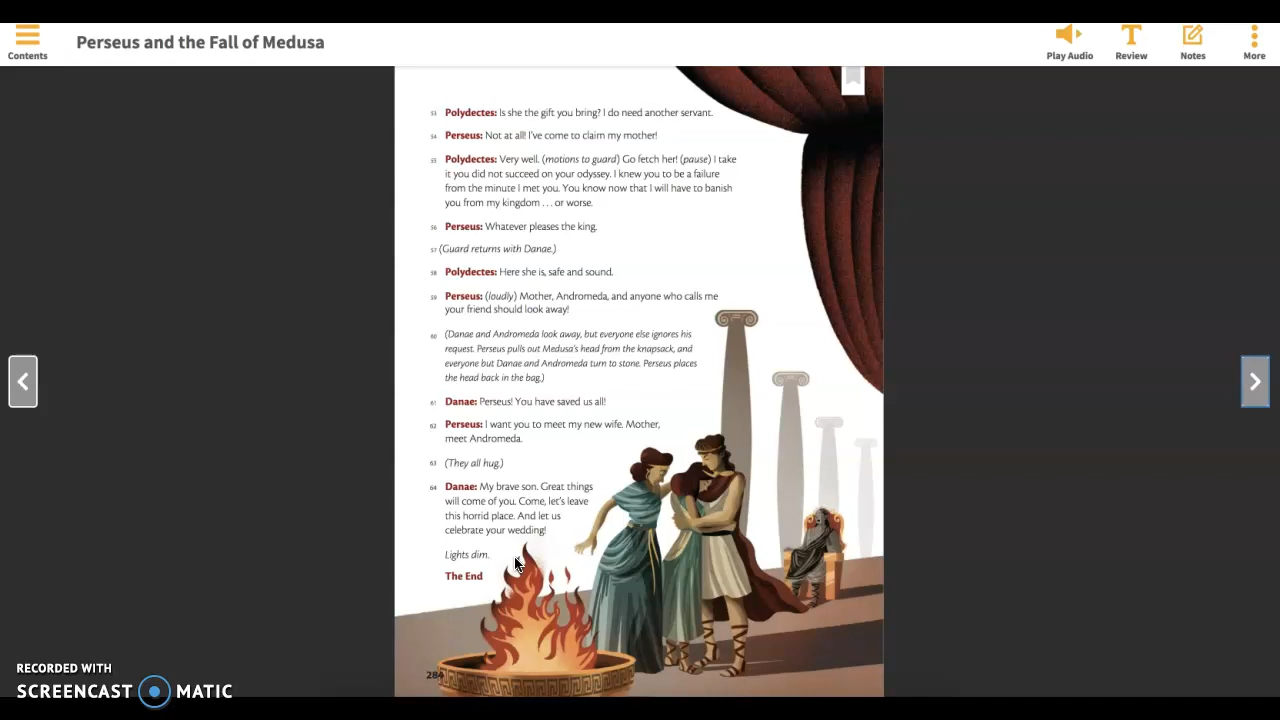 Contents
Perseus and the Fall of Medusa
Play Audio
Review
Notes
More
53 Polydectes: Is she the gift you bring? I do need another servant.
54 Perseus: Not at all! I've come to claim my mother!
55 Polydectes: Very well. (motions to guard) Go fetch her! (pause) I take
it you did not succeed on your odyssey. I knew you to be a failure
from the minute I met you. You know now that I will have to banish
you from my kingdom . . . or worse.
56 Perseus: Whatever pleases the king.
57 (Guard returns with Danae.)
58 Polydectes: Here she is, safe and sound.
59 Perseus: (loudly) Mother, Andromeda, and anyone who calls me
your friend should look away!
60 (Danae and Andromeda look away, but everyone else ignores his
request. Perseus pulls out Medusa's head from the knapsack, and
everyone but Danae and Andromeda turn to stone. Perseus places
the head back in the bag.)
61 Danae: Perseus! You have saved us all!
62 Perseus: I want you to meet my new wife. Mother,
meet Andromeda.
63 (They all hug.)
64 Danae: My brave son. Great things
will come of you. Come, let's leave
this horrid place. And let us
celebrate your wedding!
Lights dim.
The End
284
RECORDED WITH
SCREENCAST MATIC